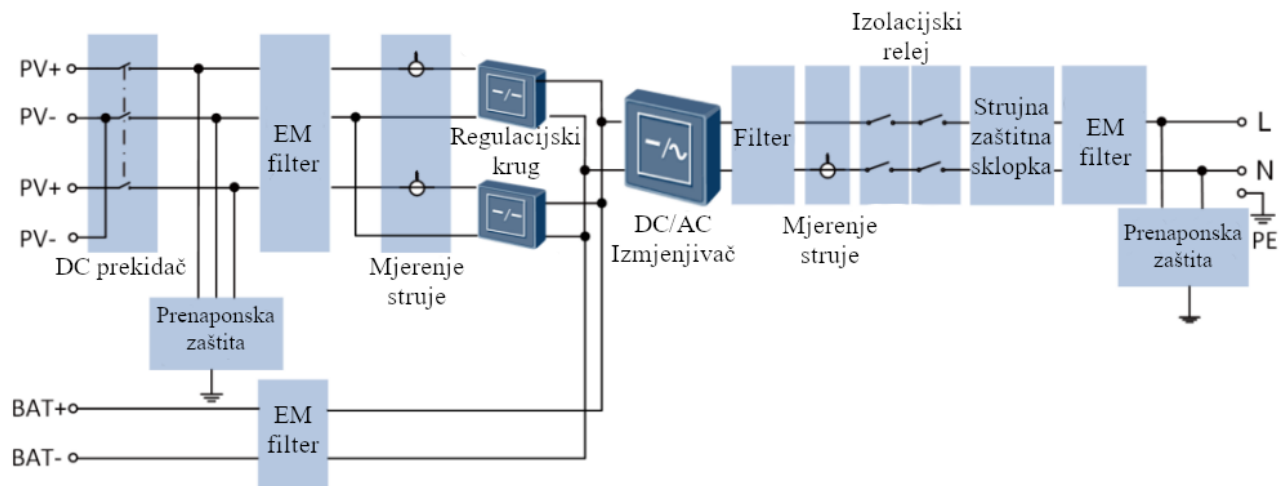 PV+
PV-
PV+
PV-
DC prekidač
EM
filter
Mjerenje
struje
Regulacijski
krug
Prenaponska
zaštita
BAT+
BAT-
EM
filter
DC/AC
Izmjenjivač
Filter
Mjerenje
struje
Izolacijski
relej
Strujna
zaštitna
sklopka
EM
filter
L
N
PE
Prenaponska
zaštita